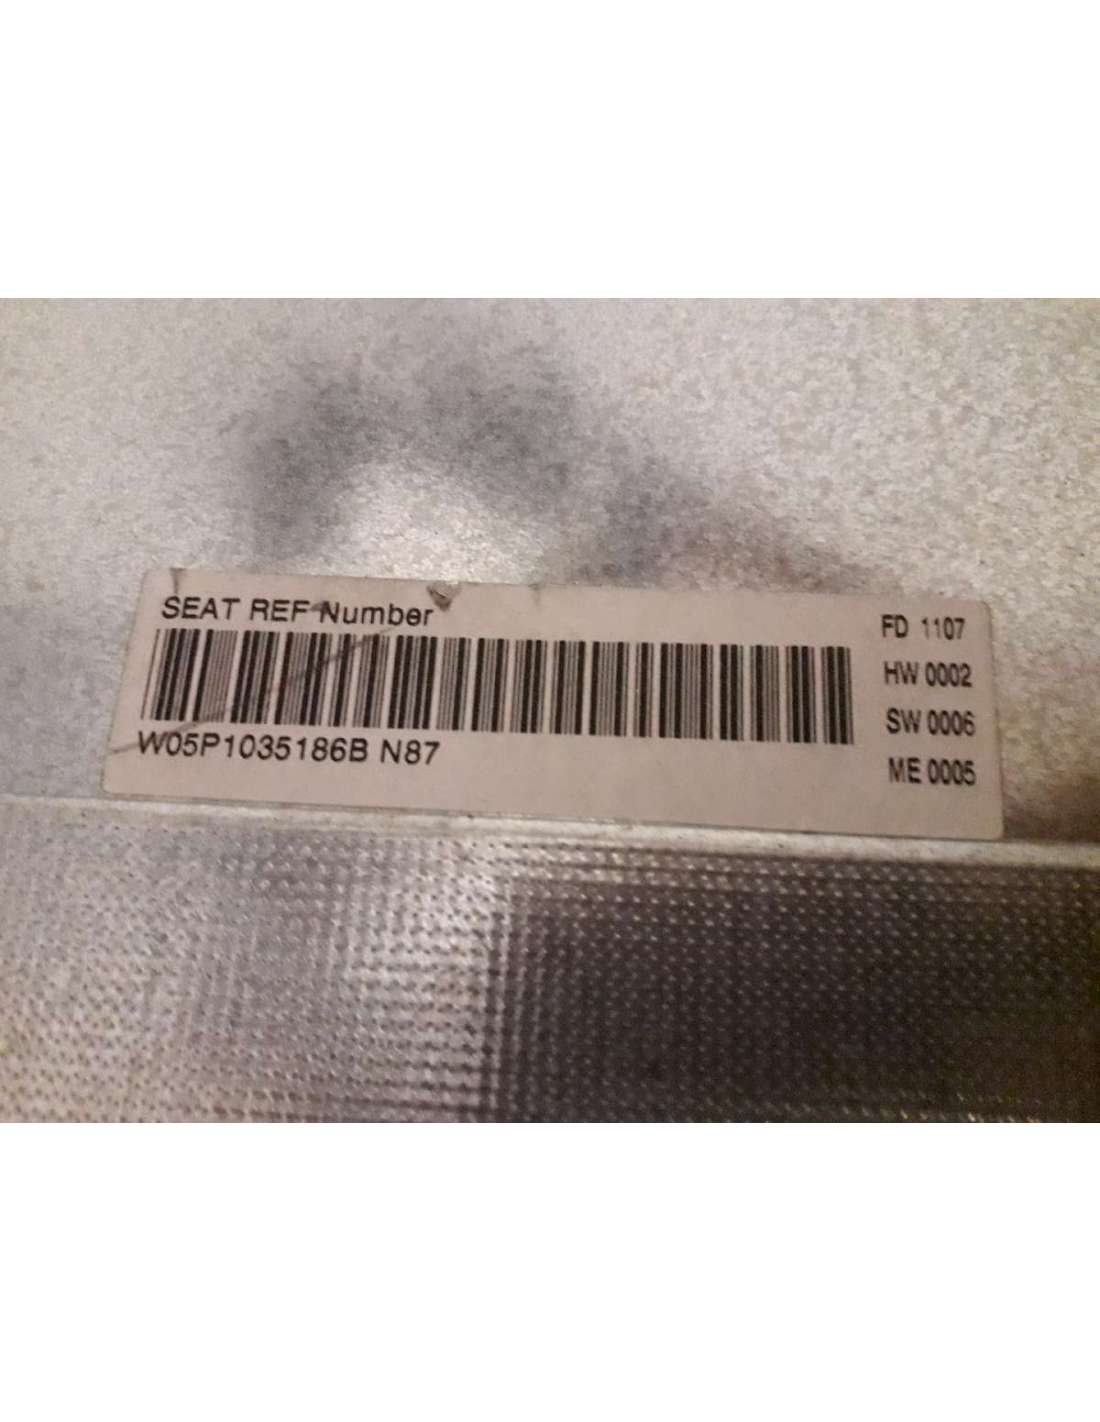 SEAT REF Number
W05P1035186B N87
FD 1107
HW 0002
SW 0006
ME 0005